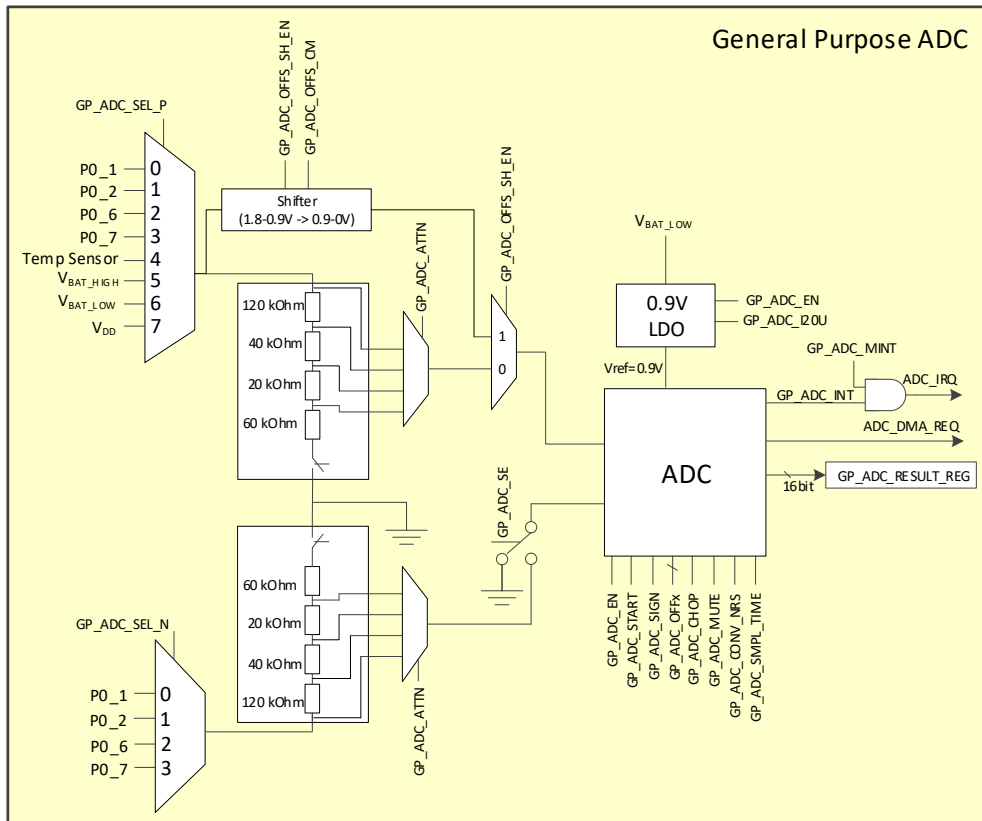 General Purpose ADC
GP_ADC_SEL_P
GP_ADC_OFFS_SH_EN
GP_ADC_OFFS_CM
P0_1
P0_2
P0_6
P0_7
Temp Sensor
VBAT_HIGH
VBAT_LOW
VDD
0
1
2
3
4
5
6
7
Shifter
(1.8-0.9V -> 0.9-0V)
GP_ADC_ATTN
GP_ADC_OFFS_SH_EN
120 kOhm
40 kOhm
20 kOhm
60 kOhm
1
0
VBAT_LOW
0.9V
LDO
GP_ADC_EN
GP_ADC_I20U
Vref=0.9V
GP_ADC_MINT
GP_ADC_INT
ADC_IRQ
ADC_DMA_REQ
ADC
16bit
GP_ADC_RESULT_REG
GP_ADC_SE
GP_ADC_EN
GP_ADC_START
GP_ADC_SIGN
GP_ADC_OFFx
GP_ADC_CHOP
GP_ADC_MUTE
GP_ADC_CONV_NRS
GP_ADC_SMPL_TIME
60 kOhm
20 kOhm
40 kOhm
120 kOhm
GP_ADC_ATTN
GP_ADC_SEL_N
P0_1
P0_2
P0_6
P0_7
0
1
2
3